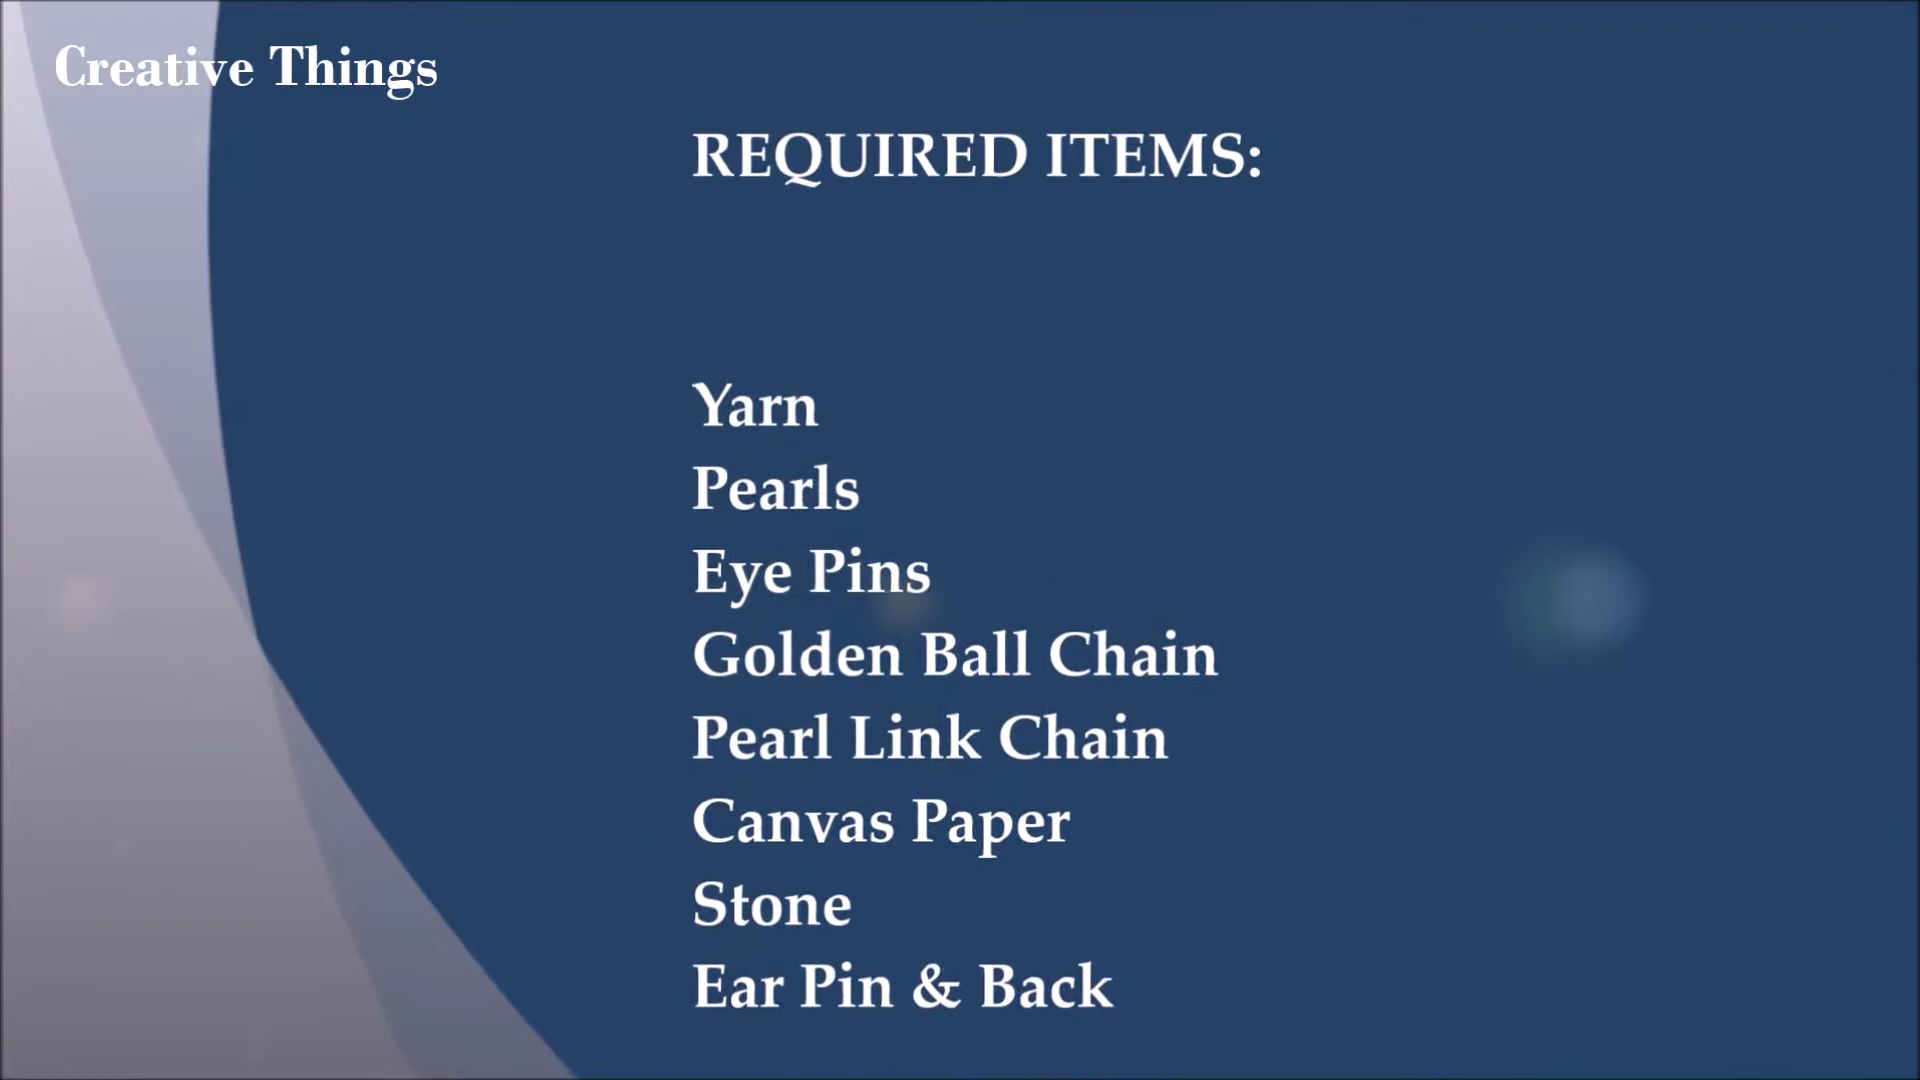 Creative Things
REQUIRED ITEMS:
Yarn
Pearls
Eye Pins
Golden Ball Chain
Pearl Link Chain
Canvas Paper
Stone
Ear Pin & Back